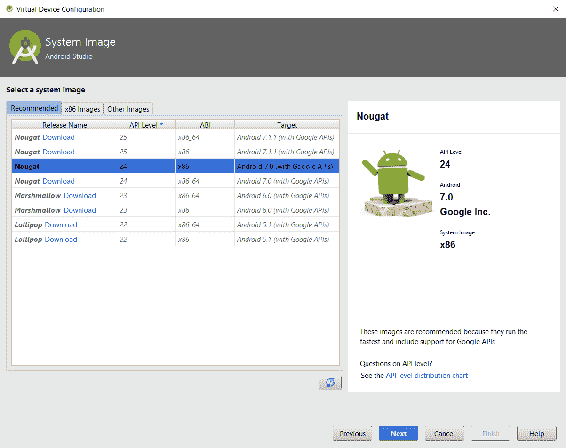 Virtual Device Configuration
System Image
Android Studio
Select a system image
Recommended x86 Images Other Images
Release Name API Level ABI Target
Nougat Download 25 x86_64 Android 7.1.1 (with Google APIs)
Nougat Download 25 x86 Android 7.1.1 (with Google APIs)
Nougat 24 x86 Android 7.0 (with Google APIs)
Nougat Download 24 x86_64 Android 7.0 (with Google APIs)
Marshmallow Download 23 x86_64 Android 6.0 (with Google APIs)
Marshmallow Download 23 x86 Android 6.0 (with Google APIs)
Lollipop Download 22 x86_64 Android 5.1 (with Google APIs)
Lollipop Download 22 x86 Android 5.1 (with Google APIs)
Nougat
API Level
24
Android
7.0
Google Inc.
System Image
x86
These images are recommended because they run the
fastest and include support for Google APIs
Questions on API level?
See the API level distribution chart
Previous Next Cancel Finish Help